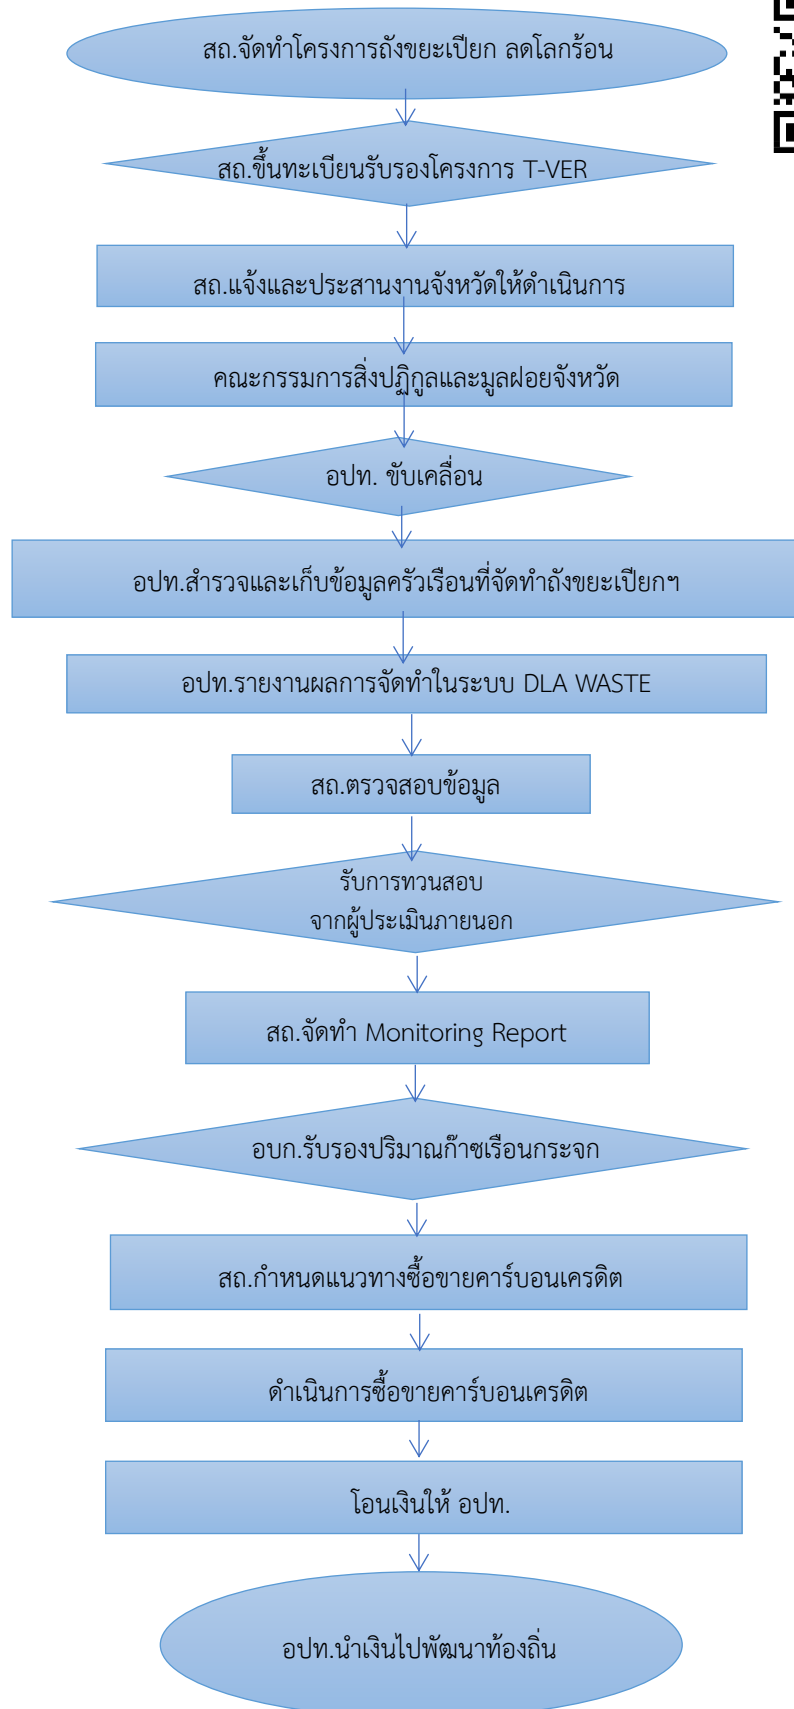 สถ.จัดทำโครงการถังขยะเปียก ลดโลกร้อน
สถ.ขึ้นทะเบียนรับรองโครงการ T-VER
สถ.แจ้งและประสานงานจังหวัดให้ดำเนินการ
คณะกรรมการสิ่งปฏิกูลและมูลฝอยจังหวัด
อปท. ขับเคลื่อน
อปท.สำรวจและเก็บข้อมูลครัวเรือนที่จัดทำถังขยะเปียกฯ
อปท.รายงานผลการจัดทำในระบบ DLA WASTE
สถ.ตรวจสอบข้อมูล
รับการทวนสอบ
จากผู้ประเมินภายนอก
สถ.จัดทำ Monitoring Report
อบก.รับรองปริมาณก๊าซเรือนกระจก
สถ.กำหนดแนวทางซื้อขายคาร์บอนเครดิต
ดำเนินการซื้อขายคาร์บอนเครดิต
โอนเงินให้ อปท.
อปท.นำเงินไปพัฒนาท้องถิ่น